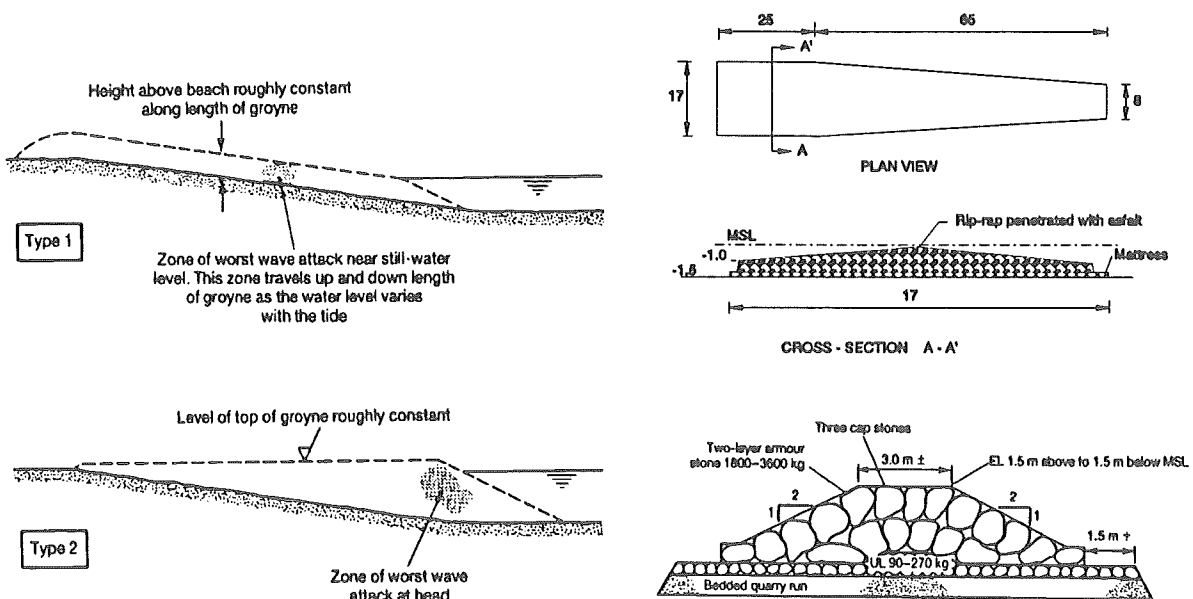 Height above beach roughly constant
along length of groyne
Type 1
Zone of worst wave attack near still-water
level. This zone travels up and down length
of groyne as the water level varies
with the tide
Level of top of groyne roughly constant
Type 2
Zone of worst wave
attack at head
25
65
A'
17
8
A
PLAN VIEW
Rip-rap penetrated with asfalt
MSL
-1.0
Mattress
17
CROSS - SECTION A - A'
Three cap stones
Two-layer armour
stone 1800–3600 kg
3.0 m ±
EL 1.5 m above to 1.5 m below MSL
2
1
2
1
1.5 m +
UL 90–270 kg
Bedded quarry run